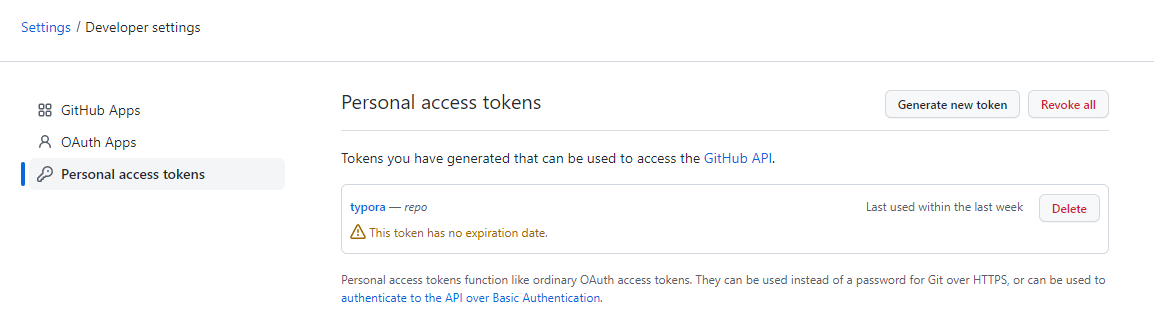 Settings / Developer settings
GitHub Apps
OAuth Apps
Personal access tokens
Personal access tokens
Generate new token
Revoke all
Tokens you have generated that can be used to access the GitHub API.
typora — repo
Last used within the last week
Delete
This token has no expiration date.
Personal access tokens function like ordinary OAuth access tokens. They can be used instead of a password for Git over HTTPS, or can be used to
authenticate to the API over Basic Authentication.